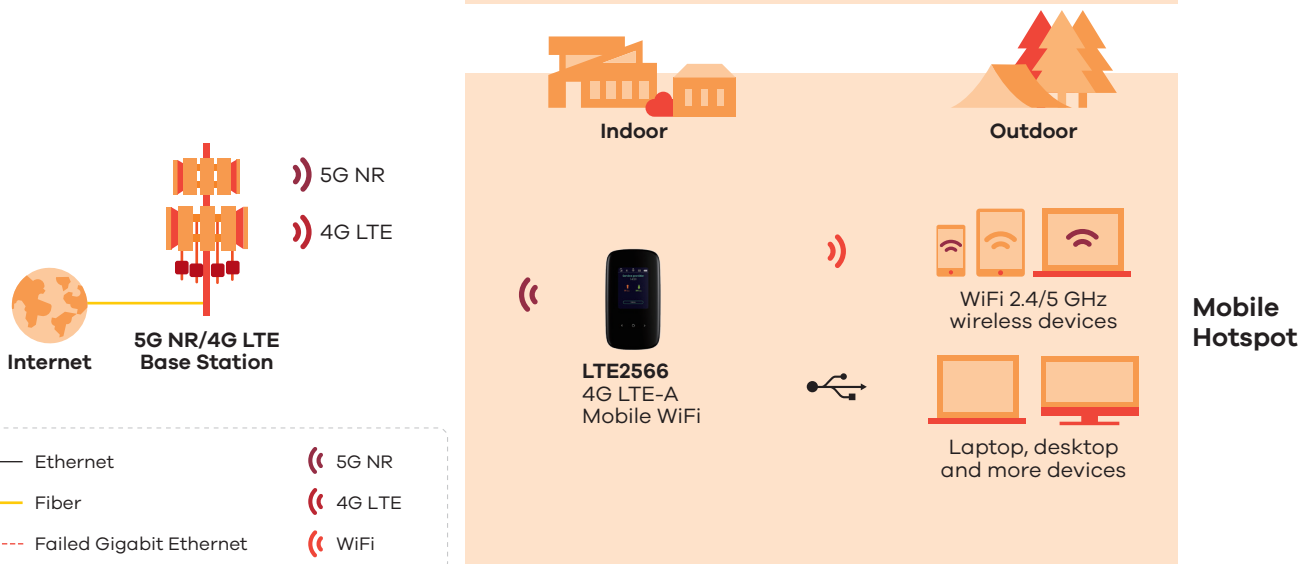 Indoor
Outdoor
5G NR
4G LTE
Internet
5G NR/4G LTE
Base Station
LTE2566
4G LTE-A
Mobile WiFi
WiFi 2.4/5 GHz
wireless devices
Laptop, desktop
and more devices
Mobile
Hotspot
Ethernet
5G NR
Fiber
4G LTE
Failed Gigabit Ethernet
WiFi